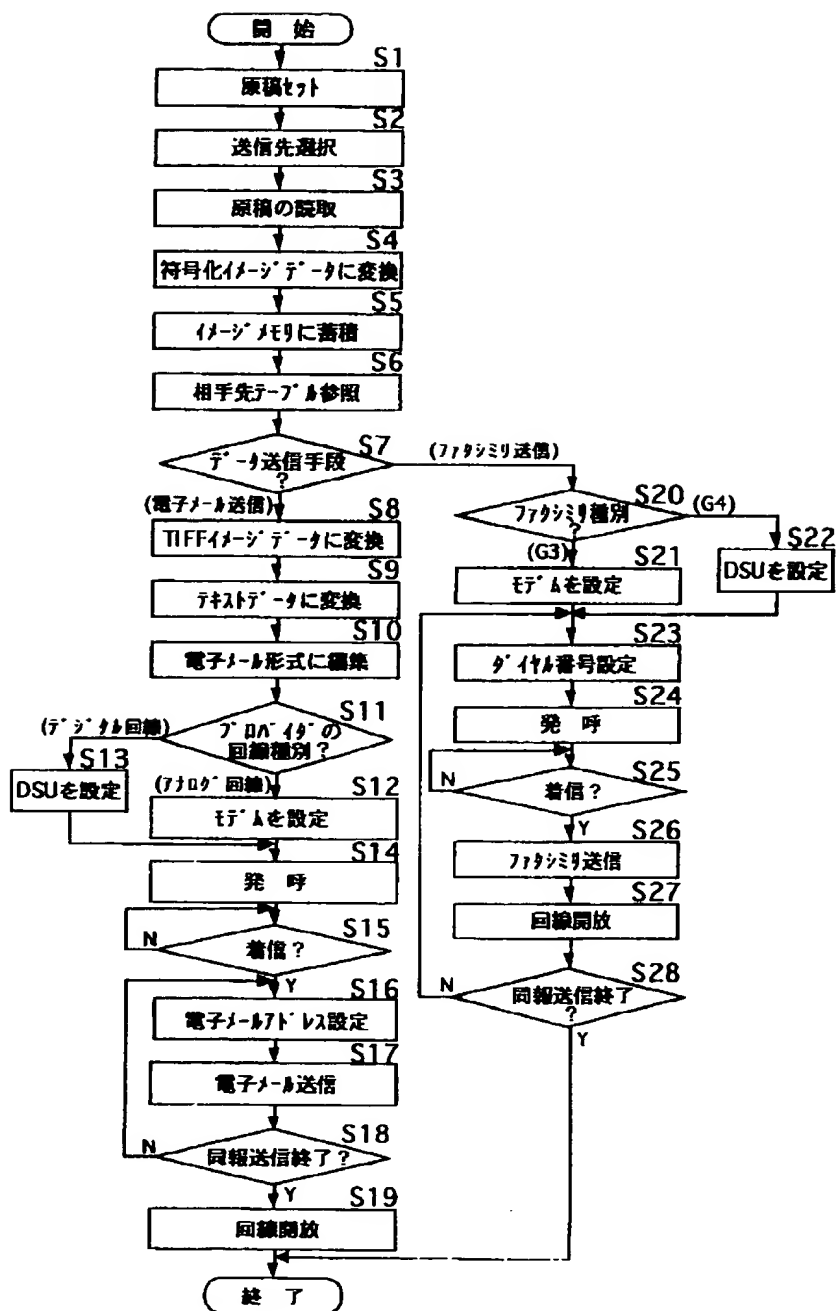 開 始
S1
原稿セット
S2
送信先選択
S3
原稿の読取
S4
符号化イメージデータに変換
S5
イメージメモリに蓄積
S6
相手先テーブル参照
S7
データ送信手段
?
(ファクシミリ送信)
(電子メール送信)
S8
TIFFイメージデータに変換
S9
テキストデータに変換
S10
電子メール形式に編集
S11
プロバイダの
回線種別?
(デジタル回線)
S13
DSUを設定
(アナログ回線)
S12
モデムを設定
S14
発 呼
S15
着信?
N
Y
S16
電子メールアドレス設定
S17
電子メール送信
S18
同報送信終了?
N
Y
S19
回線開放
終 了
S20
ファクシミリ種別
?
(G4)
(G3)
S21
モデムを設定
S22
DSUを設定
S23
ダイヤル番号設定
S24
発 呼
S25
着信?
N
Y
S26
ファクシミリ送信
S27
回線開放
S28
同報送信終了
?
N
Y